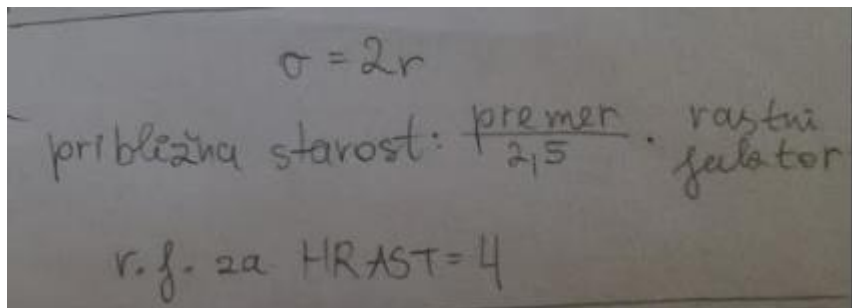 σ = 2r
približna starost: premer / 2,5 · rastni faktor
r.f. za HRAST = 4